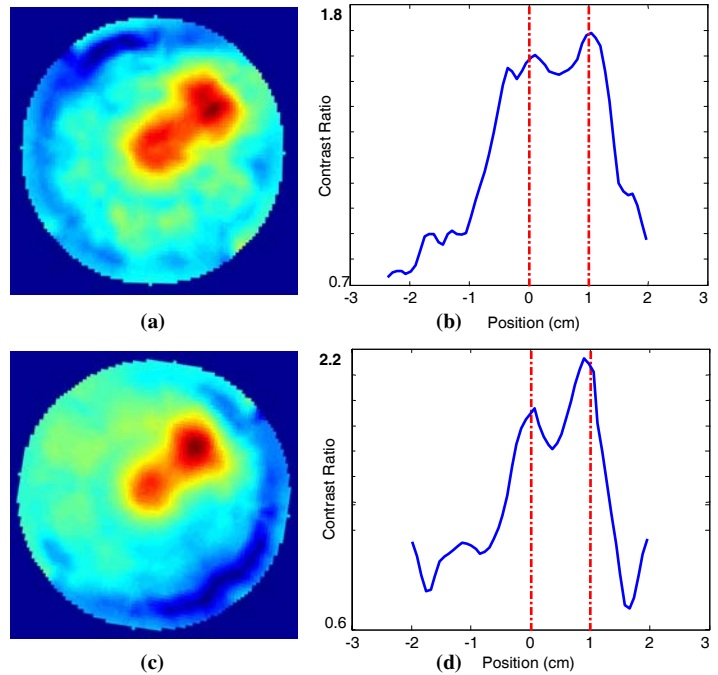 1.8
Contrast Ratio
0.7
-3 -2 -1 0 1 2 3
(a)
(b) Position (cm)
2.2
Contrast Ratio
0.6
-3 -2 -1 0 1 2 3
(c)
(d) Position (cm)